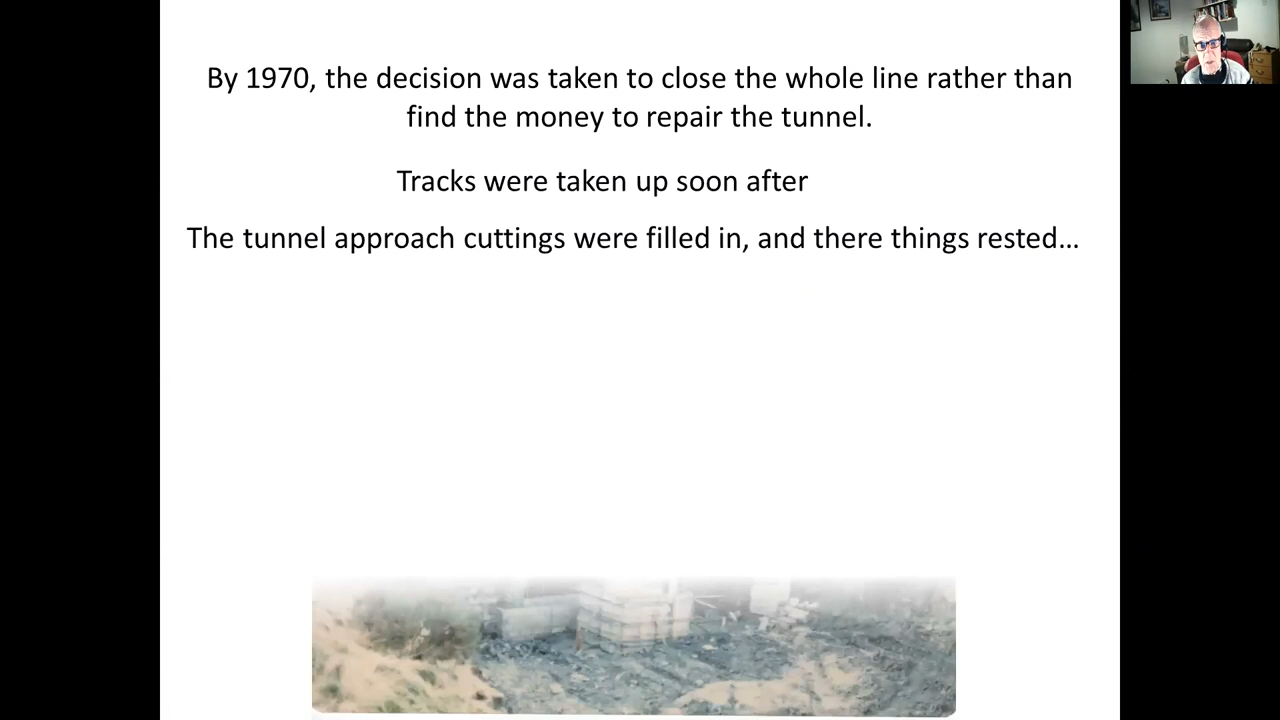 By 1970, the decision was taken to close the whole line rather than
find the money to repair the tunnel.
Tracks were taken up soon after
The tunnel approach cuttings were filled in, and there things rested…